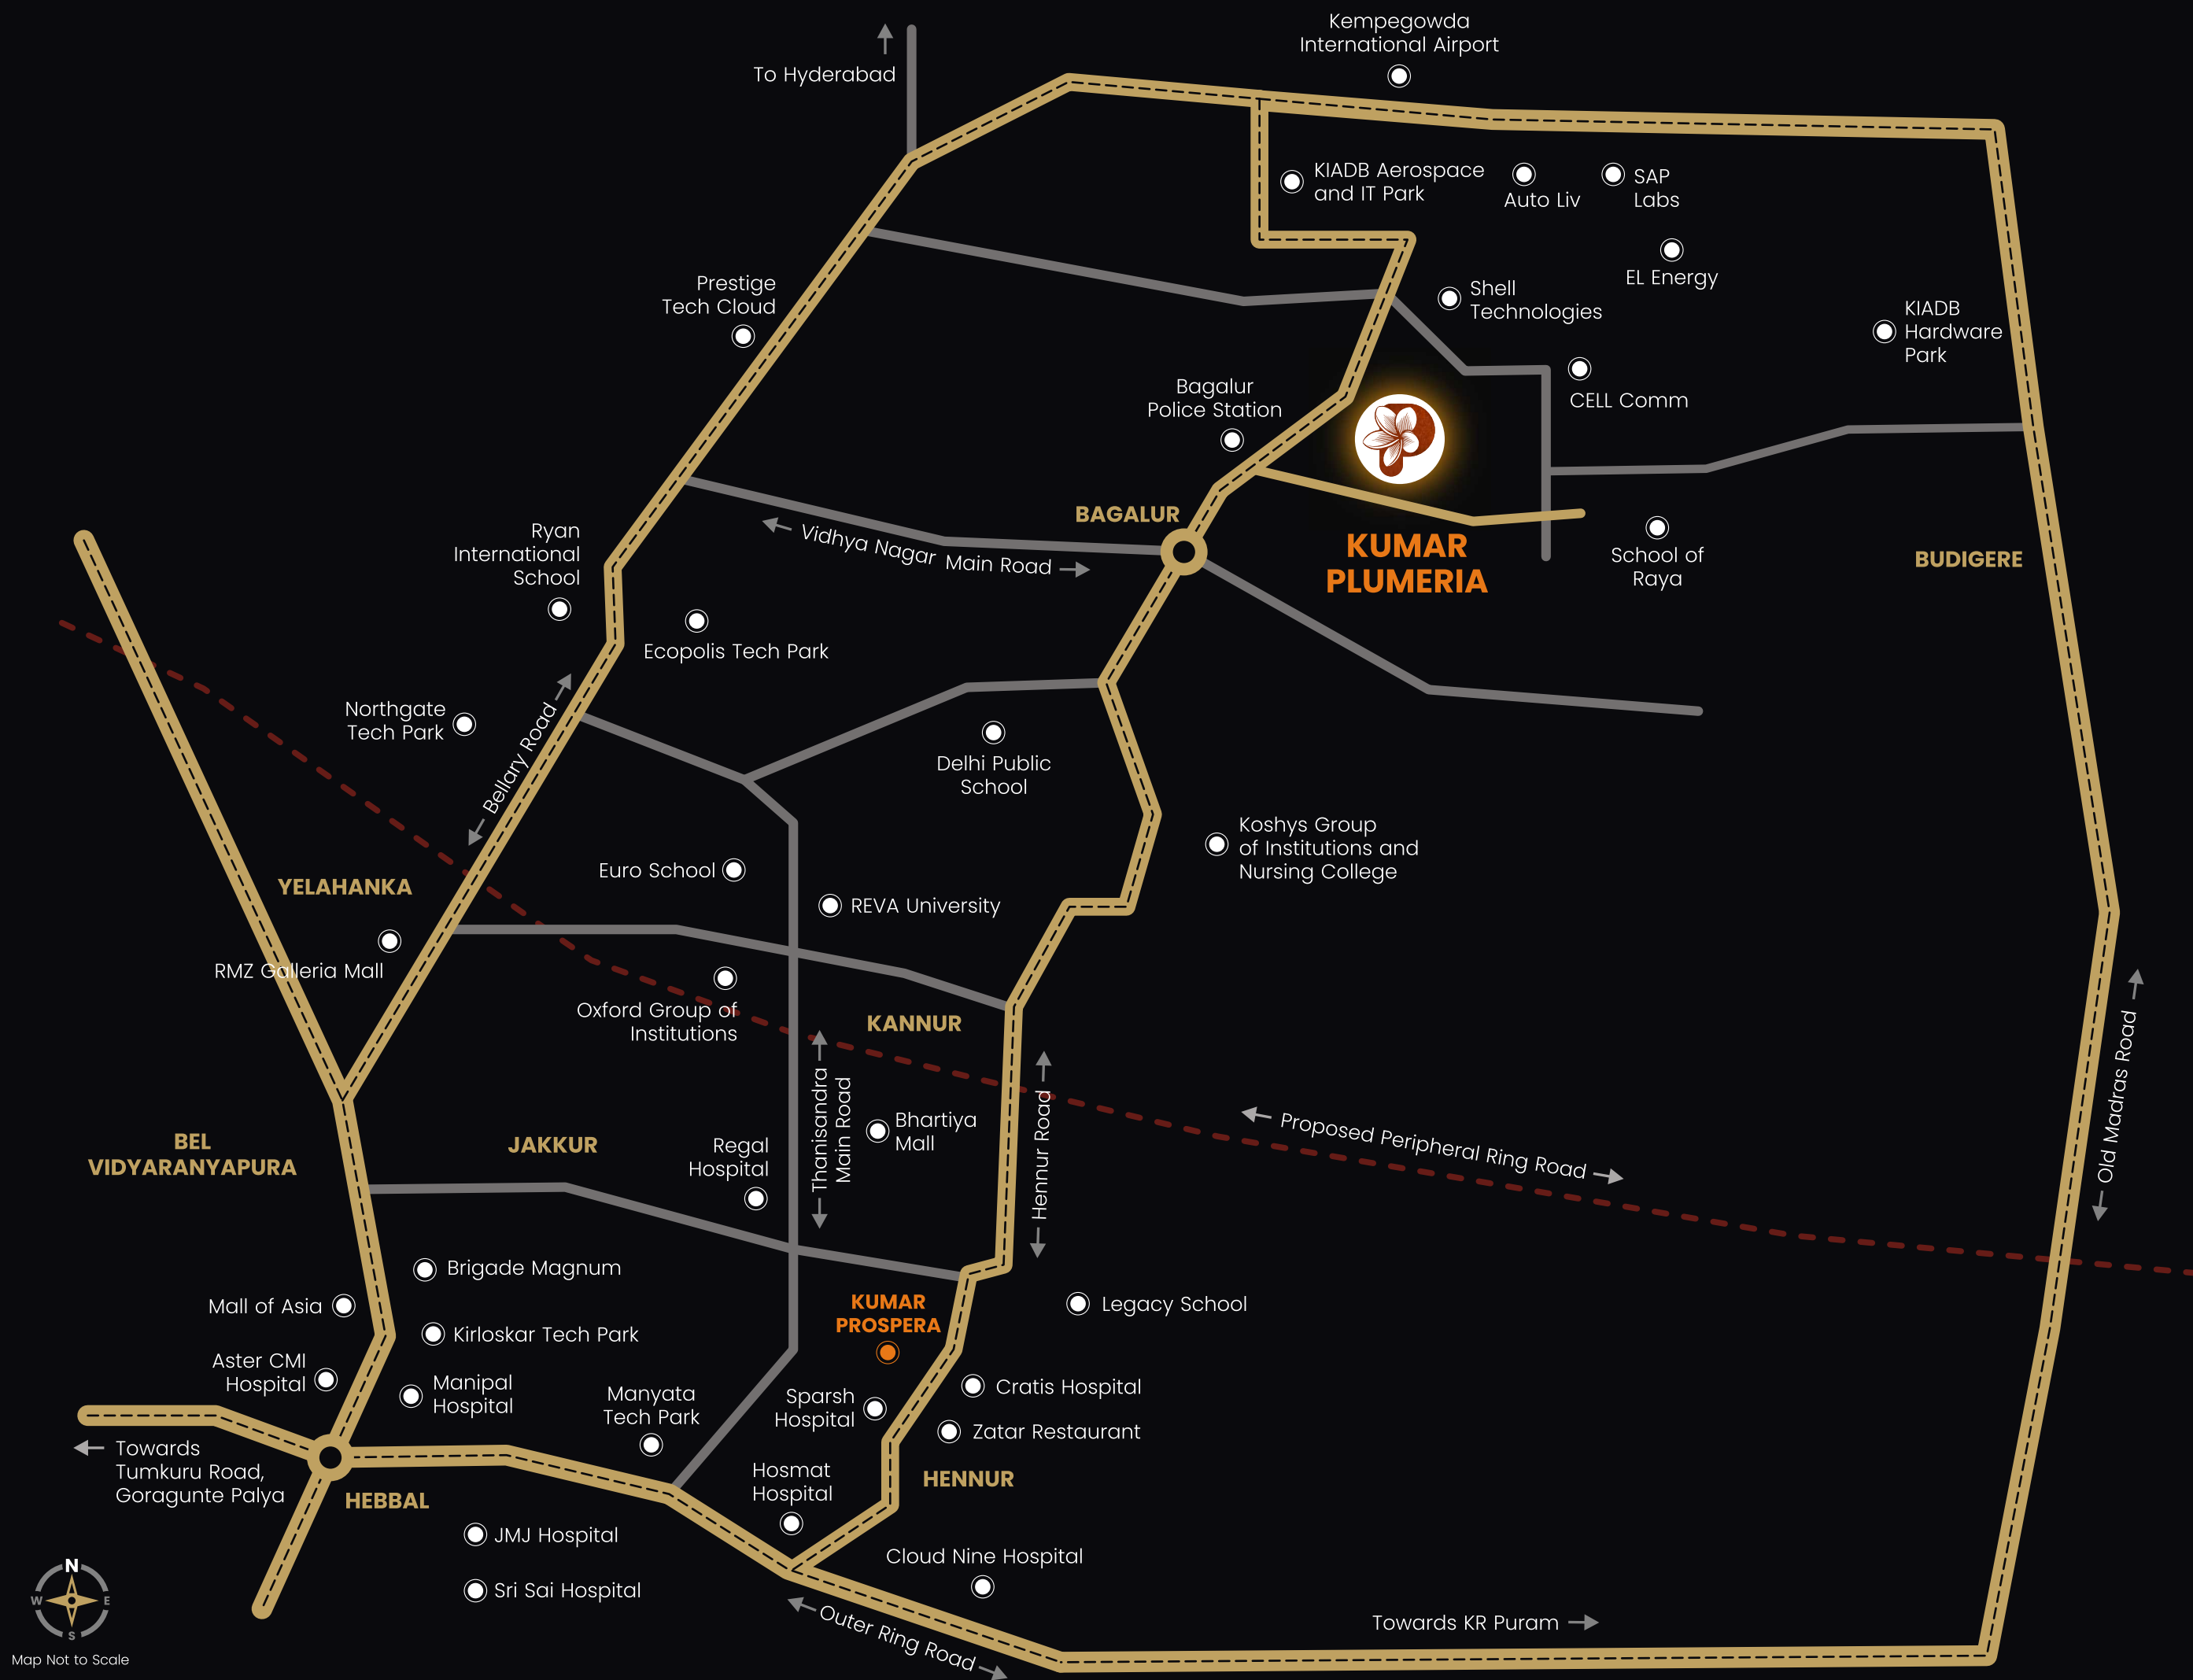 Kempegowda
International Airport
To Hyderabad
KIADB Aerospace
and IT Park
Auto Liv
SAP
Labs
EL Energy
Prestige
Tech Cloud
Shell
Technologies
KIADB
Hardware
Park
Bagalur
Police Station
CELL Comm
P
BAGALUR
Ryan
International
School
Vidhya Nagar Main Road
KUMAR
PLUMERIA
School of
Raya
BUDIGERE
Ecopolis Tech Park
Northgate
Tech Park
Bellary Road
Delhi Public
School
Koshys Group
of Institutions and
Nursing College
Euro School
YELAHANKA
REVA University
RMZ Galleria Mall
Oxford Group of
Institutions
KANNUR
Thanisandra
Main Road
Hennur Road
Old Madras Road
Bhartiya
Mall
Proposed Peripheral Ring Road
BEL
VIDYARANYAPURA
JAKKUR
Regal
Hospital
Brigade Magnum
Mall of Asia
Kirloskar Tech Park
KUMAR
PROSPERA
Legacy School
Aster CMI
Hospital
Manipal
Hospital
Manyata
Tech Park
Sparsh
Hospital
Cratis Hospital
Zatar Restaurant
Towards
Tumkuru Road,
Goragunte Palya
HEBBAL
Hosmat
Hospital
HENNUR
JMJ Hospital
Cloud Nine Hospital
Sri Sai Hospital
Outer Ring Road
Towards KR Puram
N
W E
S
Map Not to Scale